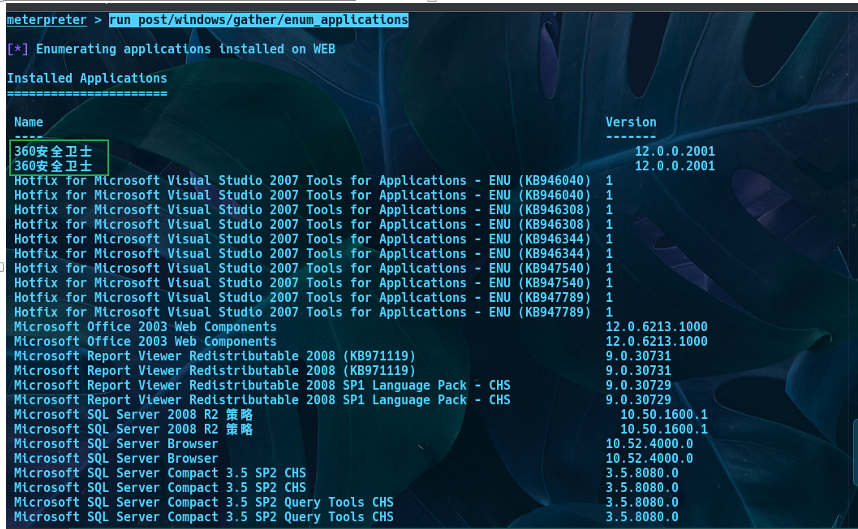 meterpreter > run post/windows/gather/enum_applications
[*] Enumerating applications installed on WEB
Installed Applications
======================
Name Version
---- -------
360安全卫士 12.0.0.2001
360安全卫士 12.0.0.2001
Hotfix for Microsoft Visual Studio 2007 Tools for Applications - ENU (KB946040) 1
Hotfix for Microsoft Visual Studio 2007 Tools for Applications - ENU (KB946040) 1
Hotfix for Microsoft Visual Studio 2007 Tools for Applications - ENU (KB946308) 1
Hotfix for Microsoft Visual Studio 2007 Tools for Applications - ENU (KB946308) 1
Hotfix for Microsoft Visual Studio 2007 Tools for Applications - ENU (KB946344) 1
Hotfix for Microsoft Visual Studio 2007 Tools for Applications - ENU (KB946344) 1
Hotfix for Microsoft Visual Studio 2007 Tools for Applications - ENU (KB947540) 1
Hotfix for Microsoft Visual Studio 2007 Tools for Applications - ENU (KB947540) 1
Hotfix for Microsoft Visual Studio 2007 Tools for Applications - ENU (KB947789) 1
Hotfix for Microsoft Visual Studio 2007 Tools for Applications - ENU (KB947789) 1
Microsoft Office 2003 Web Components 12.0.6213.1000
Microsoft Office 2003 Web Components 12.0.6213.1000
Microsoft Report Viewer Redistributable 2008 (KB971119) 9.0.30731
Microsoft Report Viewer Redistributable 2008 (KB971119) 9.0.30731
Microsoft Report Viewer Redistributable 2008 SP1 Language Pack - CHS 9.0.30729
Microsoft Report Viewer Redistributable 2008 SP1 Language Pack - CHS 9.0.30729
Microsoft SQL Server 2008 R2 策略 10.50.1600.1
Microsoft SQL Server 2008 R2 策略 10.50.1600.1
Microsoft SQL Server Browser 10.52.4000.0
Microsoft SQL Server Browser 10.52.4000.0
Microsoft SQL Server Compact 3.5 SP2 CHS 3.5.8080.0
Microsoft SQL Server Compact 3.5 SP2 CHS 3.5.8080.0
Microsoft SQL Server Compact 3.5 SP2 Query Tools CHS 3.5.8080.0
Microsoft SQL Server Compact 3.5 SP2 Query Tools CHS 3.5.8080.0